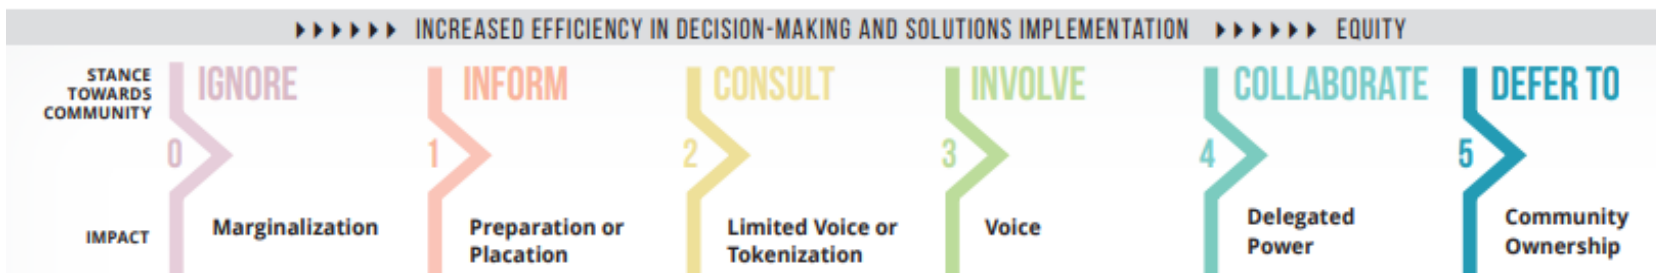 INCREASED EFFICIENCY IN DECISION-MAKING AND SOLUTIONS IMPLEMENTATION EQUITY
STANCE
TOWARDS
COMMUNITY
IGNORE
INFORM
CONSULT
INVOLVE
COLLABORATE
DEFER TO
0
1
2
3
4
5
IMPACT
Marginalization
Preparation or
Placation
Limited Voice or
Tokenization
Voice
Delegated
Power
Community
Ownership